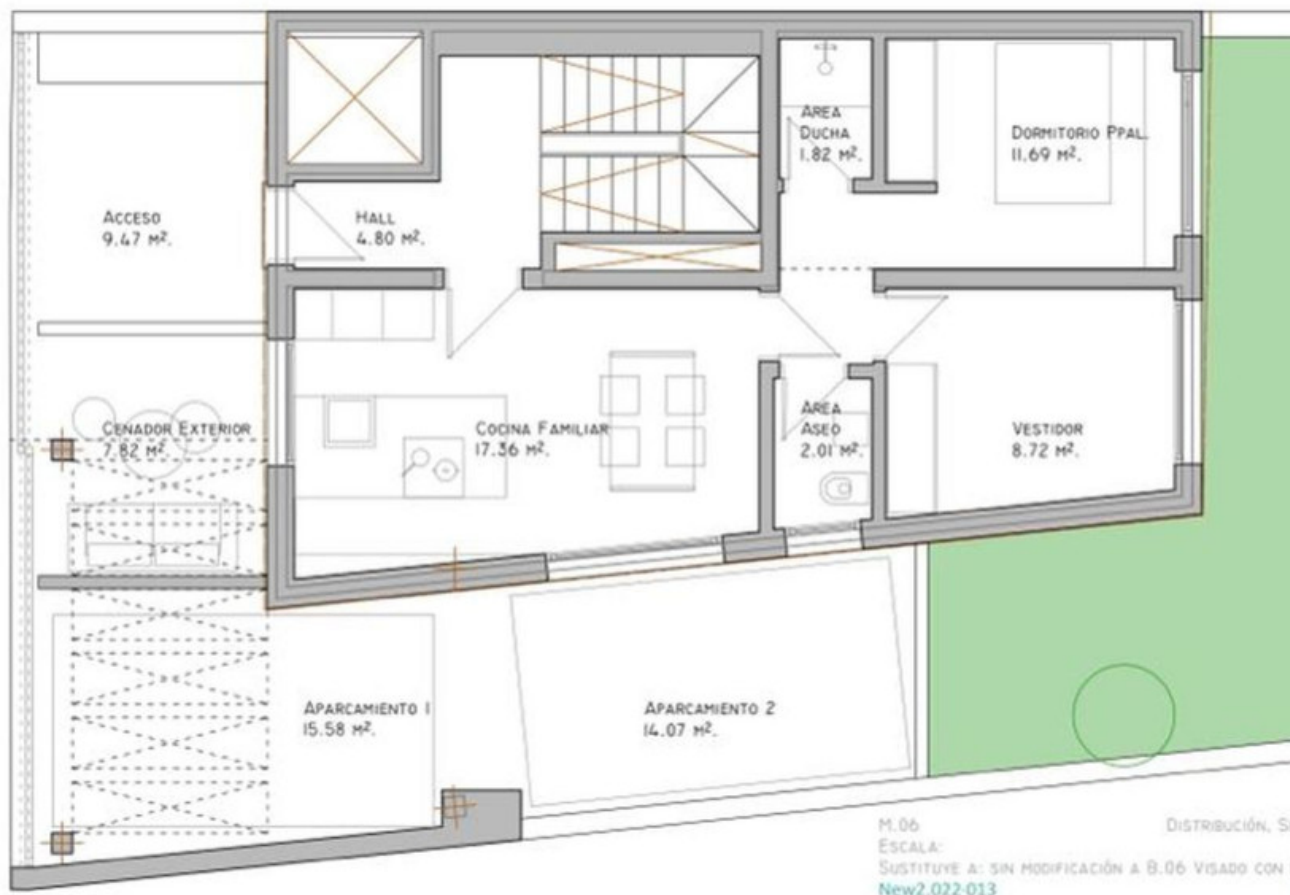 ACCESO
9.47 M².
HALL
4.80 M².
AREA
DUCHA
1.82 M².
DORMITORIO PPAL.
11.69 M².
CENADOR EXTERIOR
7.82 M².
COCINA FAMILIAR
17.36 M².
AREA
ASEO
2.01 M².
VESTIDOR
8.72 M².
APARCAMIENTO 1
15.58 M².
APARCAMIENTO 2
14.07 M².
M.06 DISTRIBUCIÓN,
ESCALA:
SUSTITUYE A: SIN MODIFICACIÓN A B.06 VISADO CON
New2.022-013